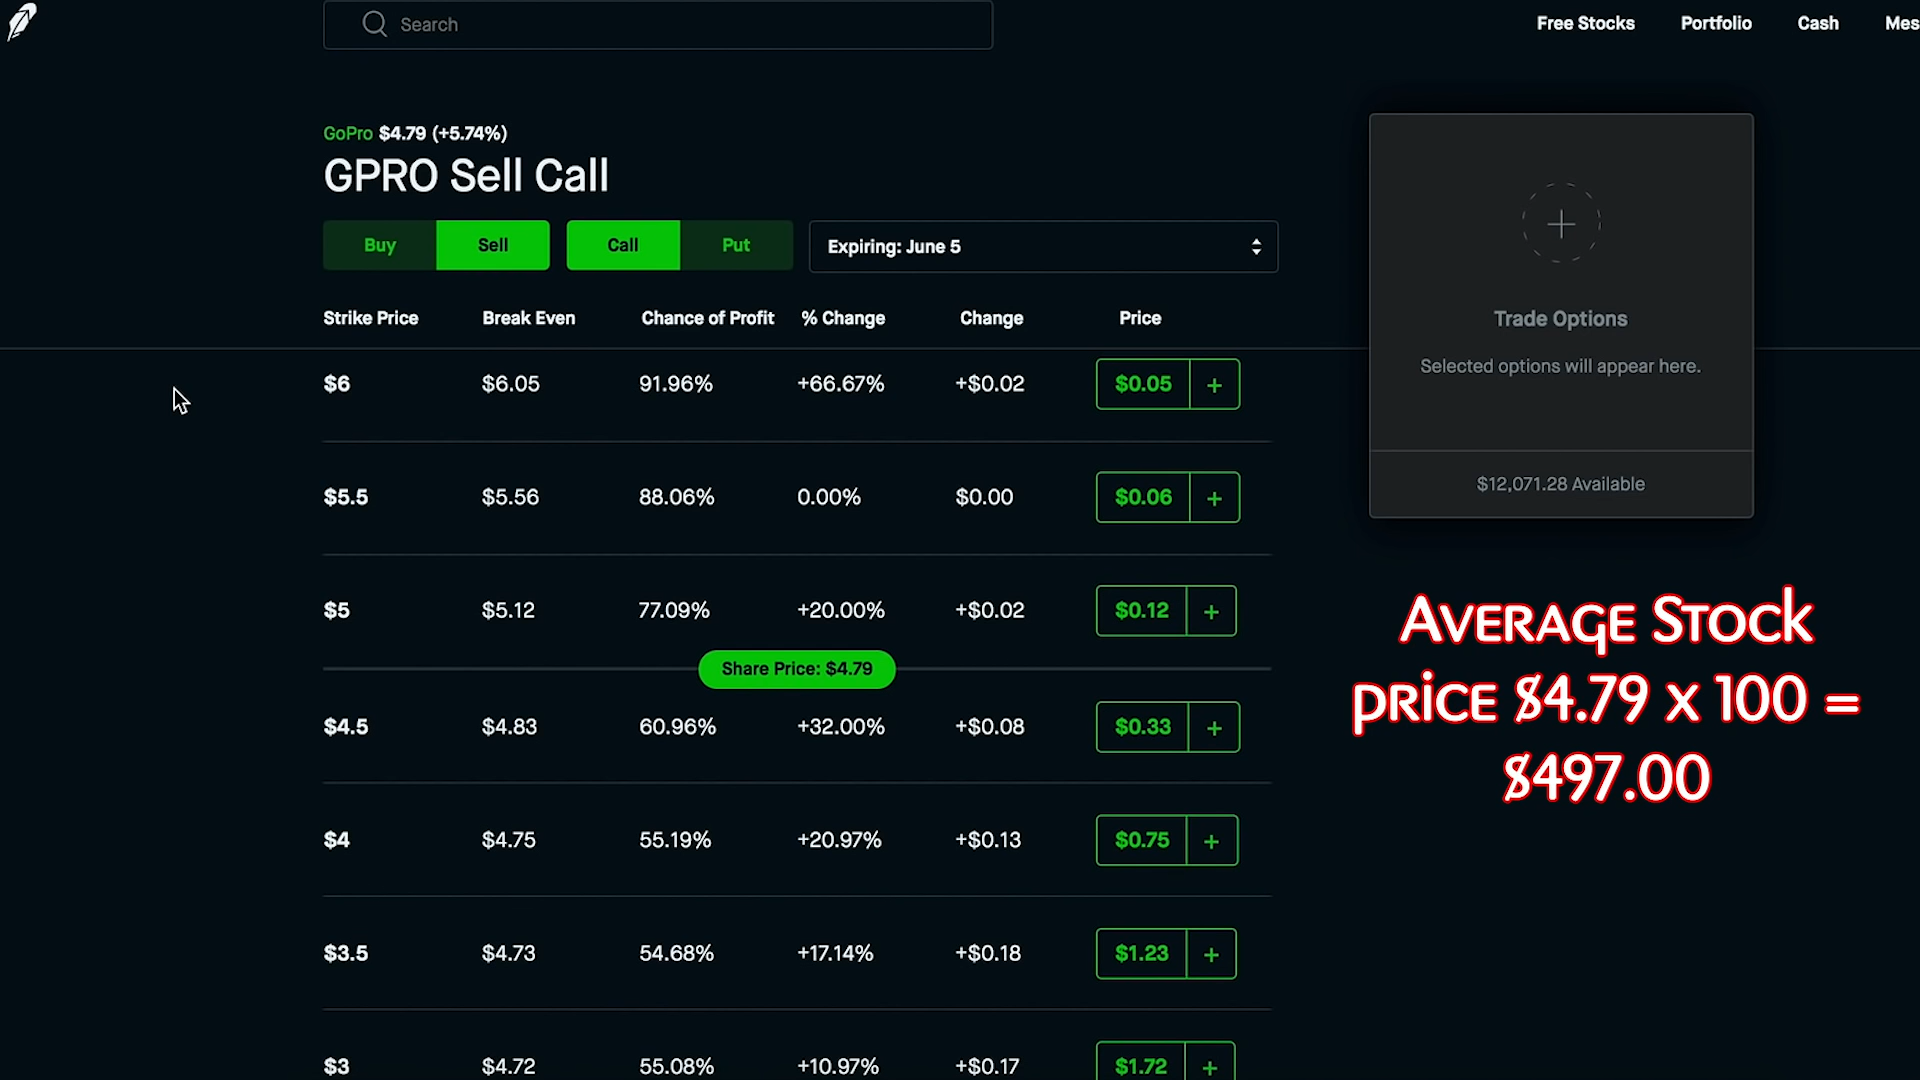 Search
Free Stocks Portfolio Cash Mes
GoPro $4.79 (+5.74%)
GPRO Sell Call
Buy Sell Call Put Expiring: June 5
Strike Price Break Even Chance of Profit % Change Change Price
$6 $6.05 91.96% +66.67% +$0.02 $0.05 +
$5.5 $5.56 88.06% 0.00% $0.00 $0.06 +
$5 $5.12 77.09% +20.00% +$0.02 $0.12 +
Share Price: $4.79
$4.5 $4.83 60.96% +32.00% +$0.08 $0.33 +
$4 $4.75 55.19% +20.97% +$0.13 $0.75 +
$3.5 $4.73 54.68% +17.14% +$0.18 $1.23 +
$3 $4.72 55.08% +10.97% +$0.17 $1.72 +
+
Trade Options
Selected options will appear here.
$12,071.28 Available
Average Stock
price $4.79 x 100 =
$497.00